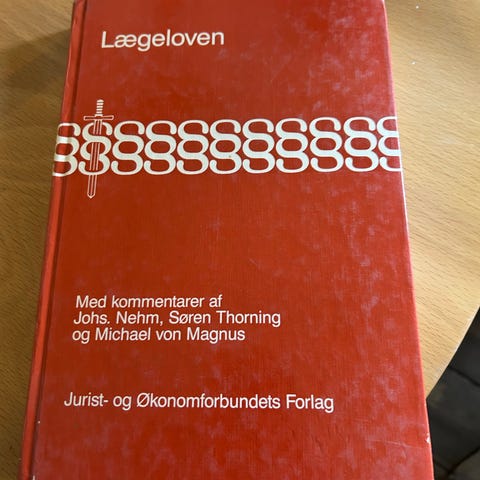 Lægeloven
§§§§§§§§§§
Med kommentarer af
Johs. Nehm, Søren Thorning
og Michael von Magnus
Jurist- og Økonomforbundets Forlag